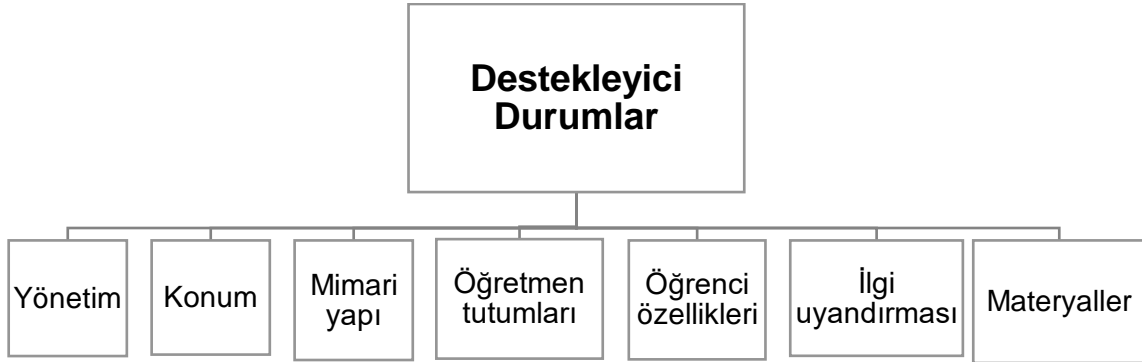 Destekleyici
Durumlar
Yönetim
Konum
Mimari
yapı
Öğretmen
tutumları
Öğrenci
özellikleri
İlgi
uyandırması
Materyaller